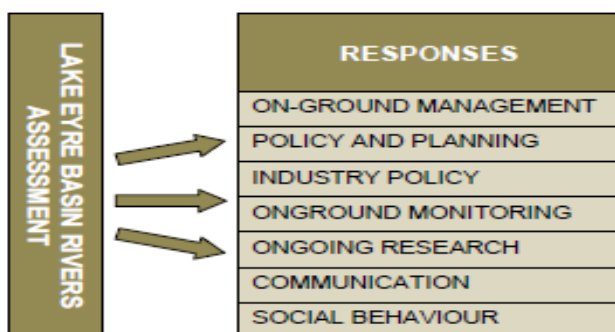 LAKE EYRE BASIN RIVERS
ASSESSMENT
RESPONSES
ON-GROUND MANAGEMENT
POLICY AND PLANNING
INDUSTRY POLICY
ONGROUND MONITORING
ONGOING RESEARCH
COMMUNICATION
SOCIAL BEHAVIOUR